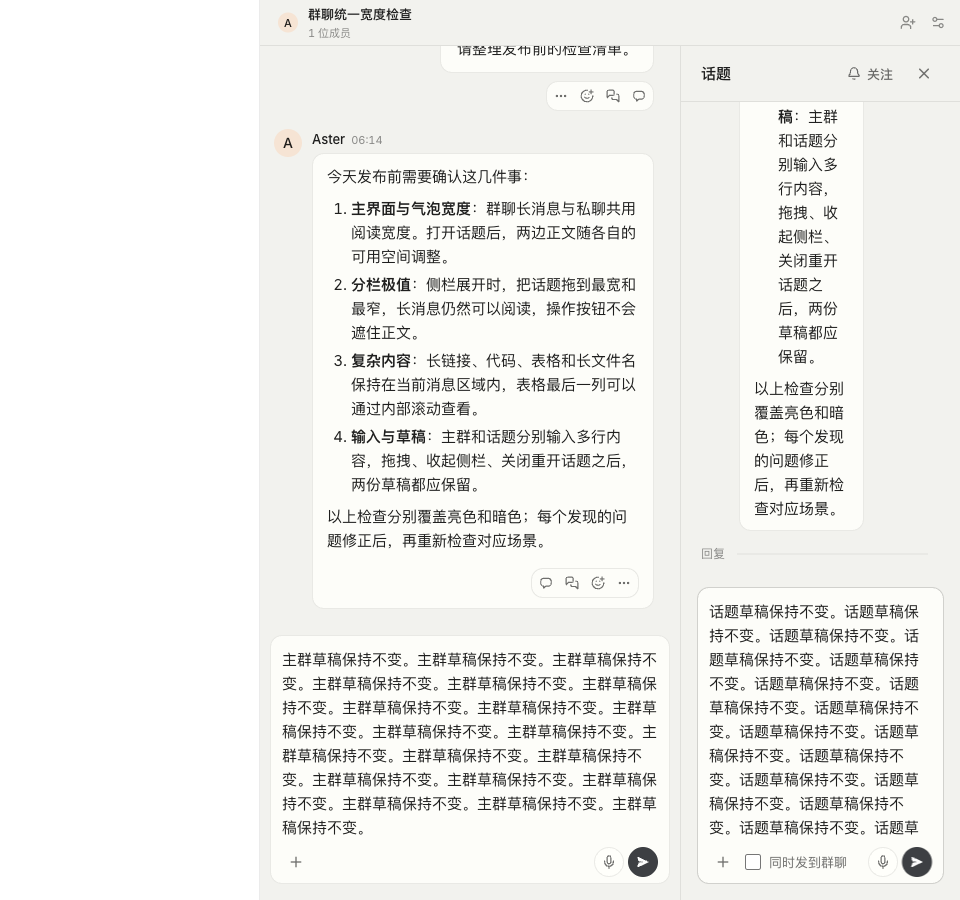 A
群聊统一宽度检查
1 位成员
请整理发布前的检查清单。
A
Aster 06:14
今天发布前需要确认这几件事：
1. 主界面与气泡宽度：群聊长消息与私聊共用
阅读宽度。打开话题后，两边正文随各自的
可用空间调整。
2. 分栏极值：侧栏展开时，把话题拖到最宽和
最窄，长消息仍然可以阅读，操作按钮不会
遮住正文。
3. 复杂内容：长链接、代码、表格和长文件名
保持在当前消息区域内，表格最后一列可以
通过内部滚动查看。
4. 输入与草稿：主群和话题分别输入多行内
容，拖拽、收起侧栏、关闭重开话题之后，
两份草稿都应保留。
以上检查分别覆盖亮色和暗色；每个发现的问
题修正后，再重新检查对应场景。
主群草稿保持不变。主群草稿保持不变。主群草稿保持不
变。主群草稿保持不变。主群草稿保持不变。主群草稿保
持不变。主群草稿保持不变。主群草稿保持不变。主群草
稿保持不变。主群草稿保持不变。主群草稿保持不变。主
群草稿保持不变。主群草稿保持不变。主群草稿保持不
变。主群草稿保持不变。主群草稿保持不变。主群草稿保
持不变。主群草稿保持不变。主群草稿保持不变。主群草
稿保持不变。
话题
关注
稿：主群
和话题分
别输入多
行内容，
拖拽、收
起侧栏、
关闭重开
话题之
后，两份
草稿都应
保留。
以上检查分别
覆盖亮色和暗
色；每个发现
的问题修正
后，再重新检
查对应场景。
回复
话题草稿保持不变。话题草稿保
持不变。话题草稿保持不变。话
题草稿保持不变。话题草稿保持
不变。话题草稿保持不变。话题
草稿保持不变。话题草稿保持不
变。话题草稿保持不变。话题草
稿保持不变。话题草稿保持不
变。话题草稿保持不变。话题草
稿保持不变。话题草稿保持不
变。话题草稿保持不变。话题草
同时发到群聊